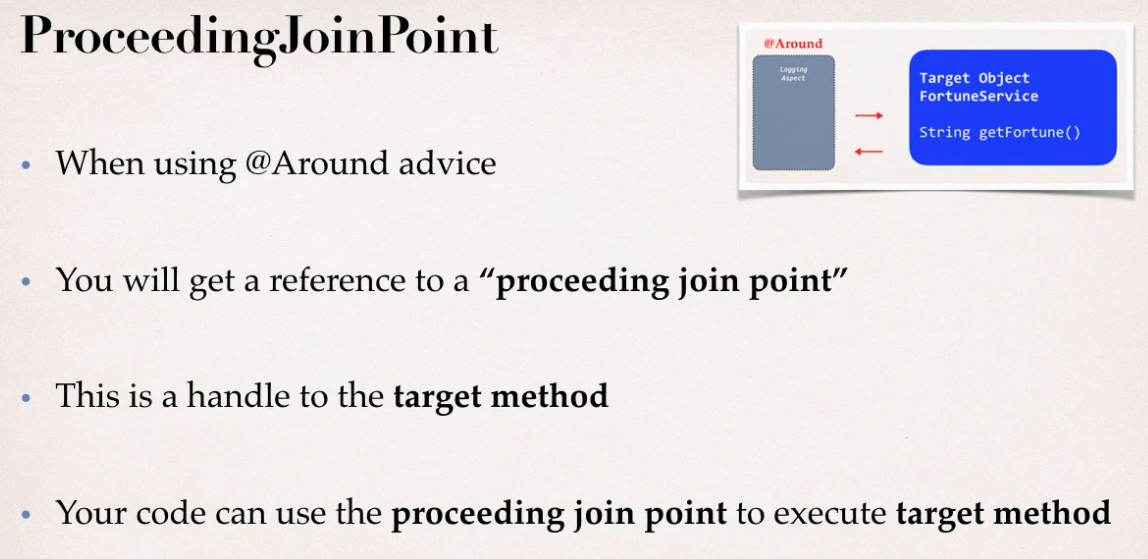 ProceedingJoinPoint
@Around
Logging
Aspect
Target Object
FortuneService
String getFortune()
• When using @Around advice
• You will get a reference to a “proceeding join point”
• This is a handle to the target method
• Your code can use the proceeding join point to execute target method